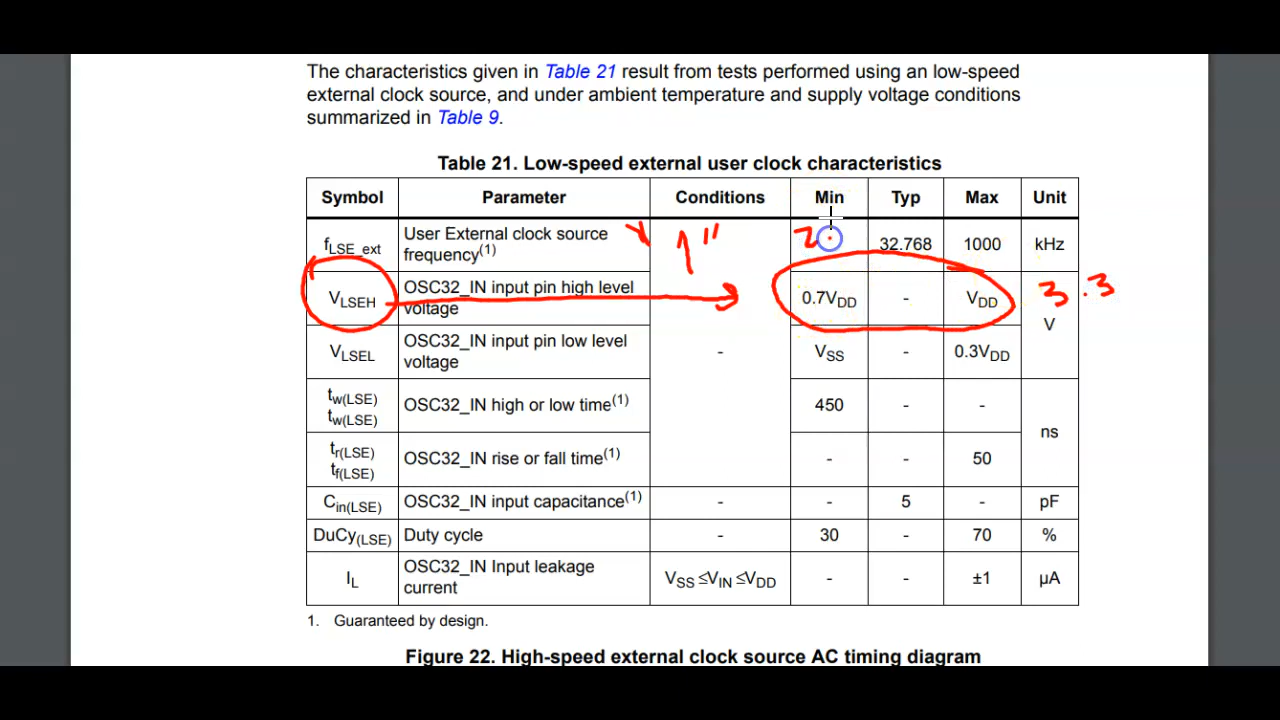 The characteristics given in Table 21 result from tests performed using an low-speed
external clock source, and under ambient temperature and supply voltage conditions
summarized in Table 9.
Table 21. Low-speed external user clock characteristics
Symbol Parameter Conditions Min Typ Max Unit
fLSE_ext User External clock source frequency(1) 1" 2 32.768 1000 kHz
VLSEH OSC32_IN input pin high level voltage 0.7VDD - VDD 3.3
V
VLSEL OSC32_IN input pin low level voltage - VSS - 0.3VDD
tw(LSE) tw(LSE) OSC32_IN high or low time(1) 450 - -
ns
tr(LSE) tf(LSE) OSC32_IN rise or fall time(1) - - 50
Cin(LSE) OSC32_IN input capacitance(1) - - 5 - pF
DuCy(LSE) Duty cycle - 30 - 70 %
IL OSC32_IN Input leakage current VSS ≤VIN ≤VDD - - ±1 µA
1. Guaranteed by design.
Figure 22. High-speed external clock source AC timing diagram